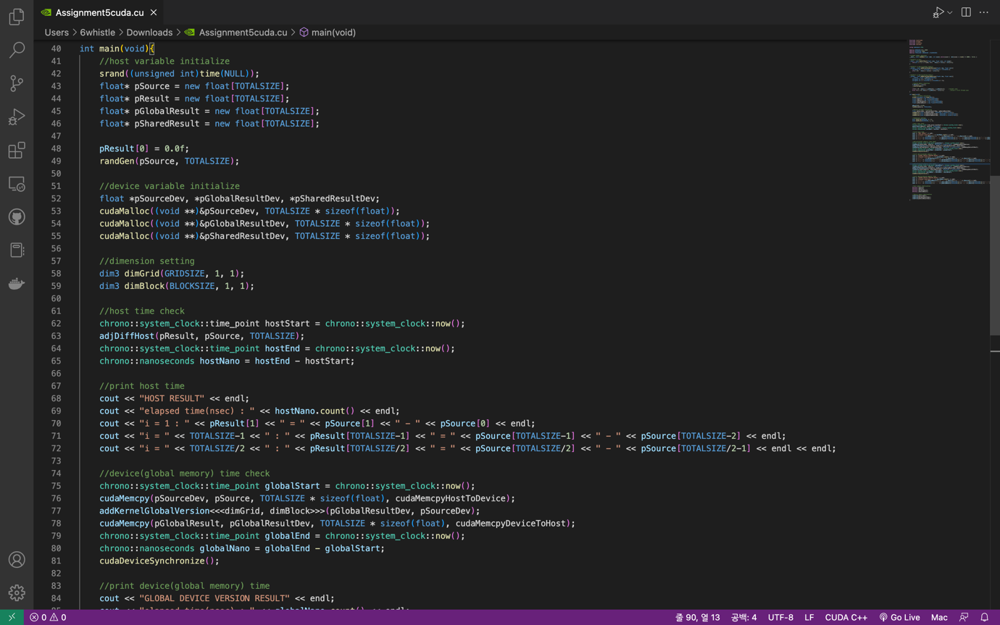 Assignment5cuda.cu
Users > 6whistle > Downloads > Assignment5cuda.cu > main(void)
40 int main(void){
41 //host variable initialize
42 srand((unsigned int)time(NULL));
43 float* pSource = new float[TOTALSIZE];
44 float* pResult = new float[TOTALSIZE];
45 float* pGlobalResult = new float[TOTALSIZE];
46 float* pSharedResult = new float[TOTALSIZE];
47
48 pResult[0] = 0.0f;
49 randGen(pSource, TOTALSIZE);
50
51 //device variable initialize
52 float *pSourceDev, *pGlobalResultDev, *pSharedResultDev;
53 cudaMalloc((void **)&pSourceDev, TOTALSIZE * sizeof(float));
54 cudaMalloc((void **)&pGlobalResultDev, TOTALSIZE * sizeof(float));
55 cudaMalloc((void **)&pSharedResultDev, TOTALSIZE * sizeof(float));
56
57 //dimension setting
58 dim3 dimGrid(GRIDSIZE, 1, 1);
59 dim3 dimBlock(BLOCKSIZE, 1, 1);
60
61 //host time check
62 chrono::system_clock::time_point hostStart = chrono::system_clock::now();
63 adjDiffHost(pResult, pSource, TOTALSIZE);
64 chrono::system_clock::time_point hostEnd = chrono::system_clock::now();
65 chrono::nanoseconds hostNano = hostEnd - hostStart;
66
67 //print host time
68 cout << "HOST RESULT" << endl;
69 cout << "elapsed time(nsec) : " << hostNano.count() << endl;
70 cout << "i = 1 : " << pResult[1] << " = " << pSource[1] << " - " << pSource[0] << endl;
71 cout << "i = " << TOTALSIZE-1 << " : " << pResult[TOTALSIZE-1] << " = " << pSource[TOTALSIZE-1] << " - " << pSource[TOTALSIZE-2] << endl;
72 cout << "i = " << TOTALSIZE/2 << " : " << pResult[TOTALSIZE/2] << " = " << pSource[TOTALSIZE/2] << " - " << pSource[TOTALSIZE/2-1] << endl << endl;
73
74 //device(global memory) time check
75 chrono::system_clock::time_point globalStart = chrono::system_clock::now();
76 cudaMemcpy(pSourceDev, pSource, TOTALSIZE * sizeof(float), cudaMemcpyHostToDevice);
77 addKernelGlobalVersion<<<dimGrid, dimBlock>>>(pGlobalResultDev, pSourceDev);
78 cudaMemcpy(pGlobalResult, pGlobalResultDev, TOTALSIZE * sizeof(float), cudaMemcpyDeviceToHost);
79 chrono::system_clock::time_point globalEnd = chrono::system_clock::now();
80 chrono::nanoseconds globalNano = globalEnd - globalStart;
81 cudaDeviceSynchronize();
82
83 //print device(global memory) time
84 cout << "GLOBAL DEVICE VERSION RESULT" << endl;
0 0 줄 90, 열 13 공백: 4 UTF-8 LF CUDA C++ Go Live Mac